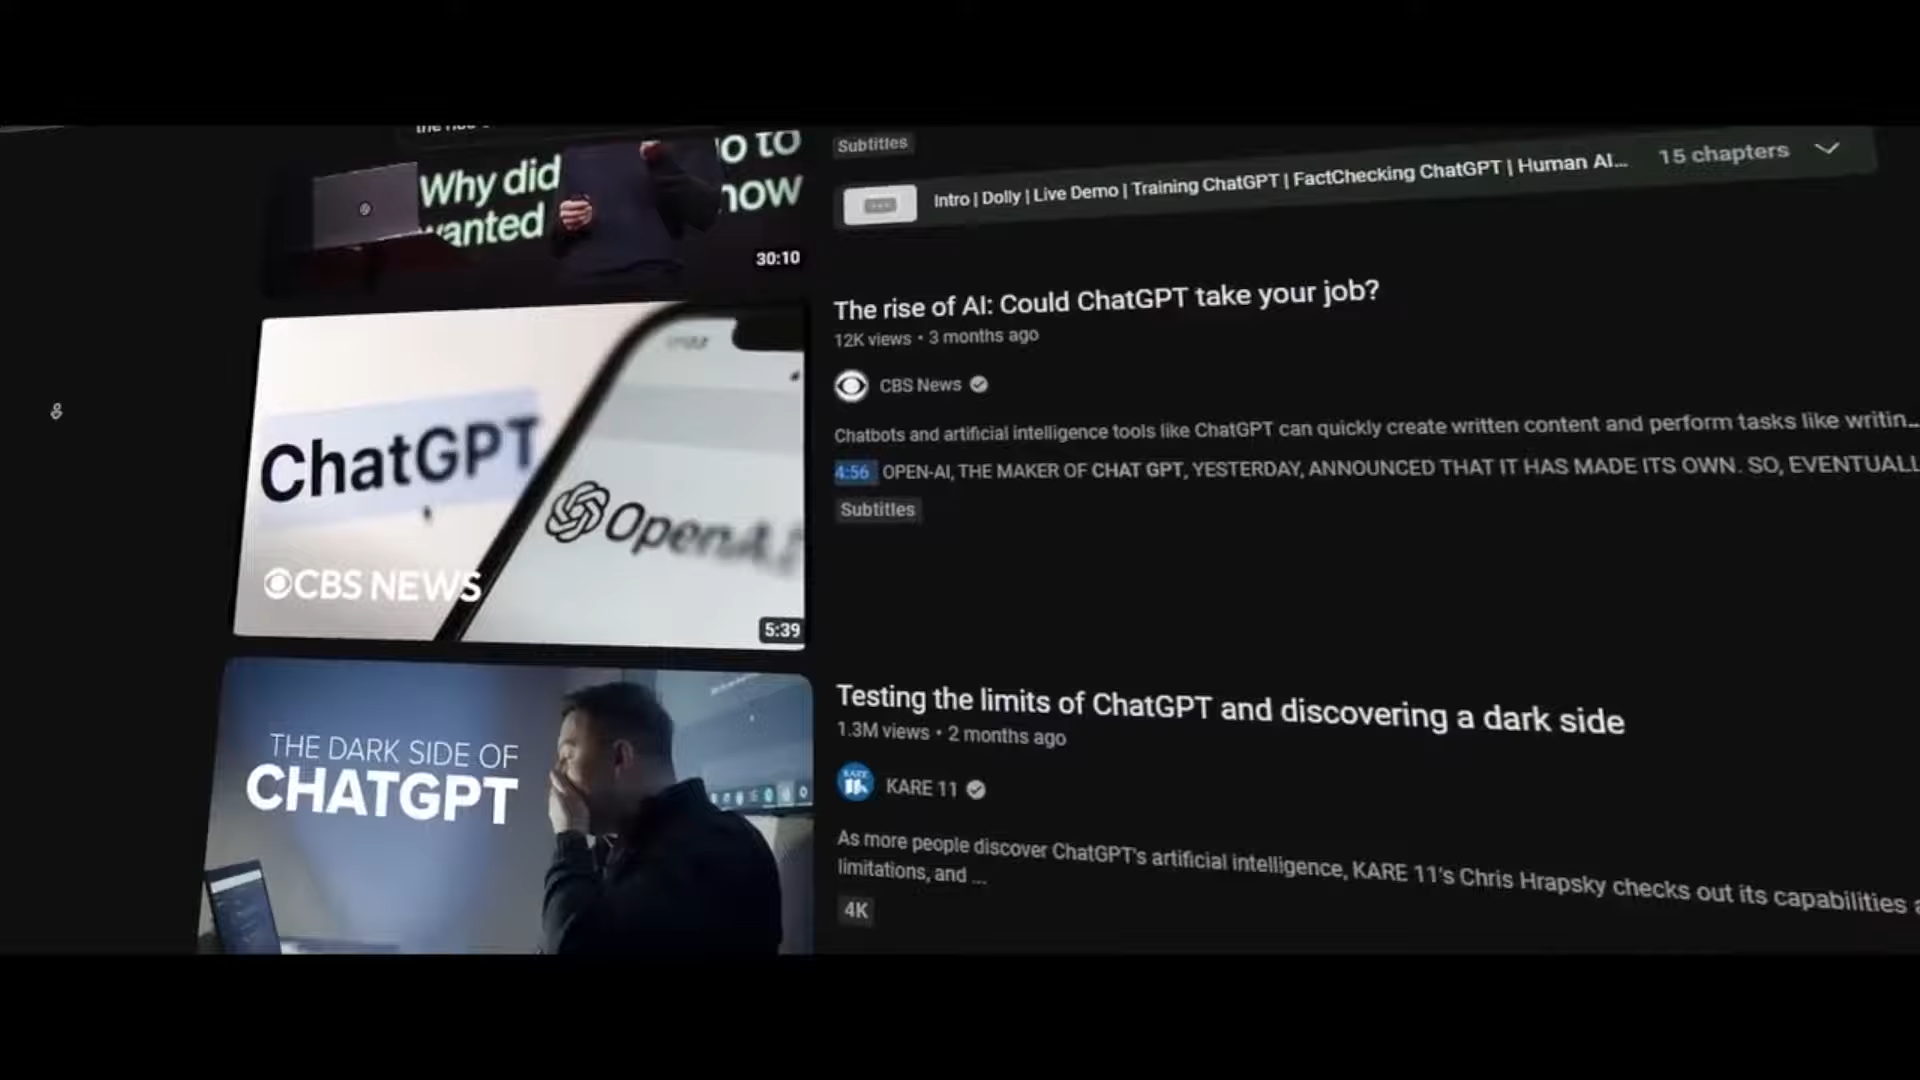 Why did
wanted
o to
now
30:10
Subtitles
Intro | Dolly | Live Demo | Training ChatGPT | FactChecking ChatGPT | Human AI...
15 chapters
ChatGPT
OpenAI
CBS NEWS
5:39
The rise of AI: Could ChatGPT take your job?
12K views • 3 months ago
CBS News
Chatbots and artificial intelligence tools like ChatGPT can quickly create written content and perform tasks like writin...
4:56 OPEN-AI, THE MAKER OF CHAT GPT, YESTERDAY, ANNOUNCED THAT IT HAS MADE ITS OWN. SO, EVENTUALL
Subtitles
THE DARK SIDE OF
CHATGPT
Testing the limits of ChatGPT and discovering a dark side
1.3M views • 2 months ago
KARE 11
KARE 11
As more people discover ChatGPT's artificial intelligence, KARE 11's Chris Hrapsky checks out its capabilities a
limitations, and ...
4K